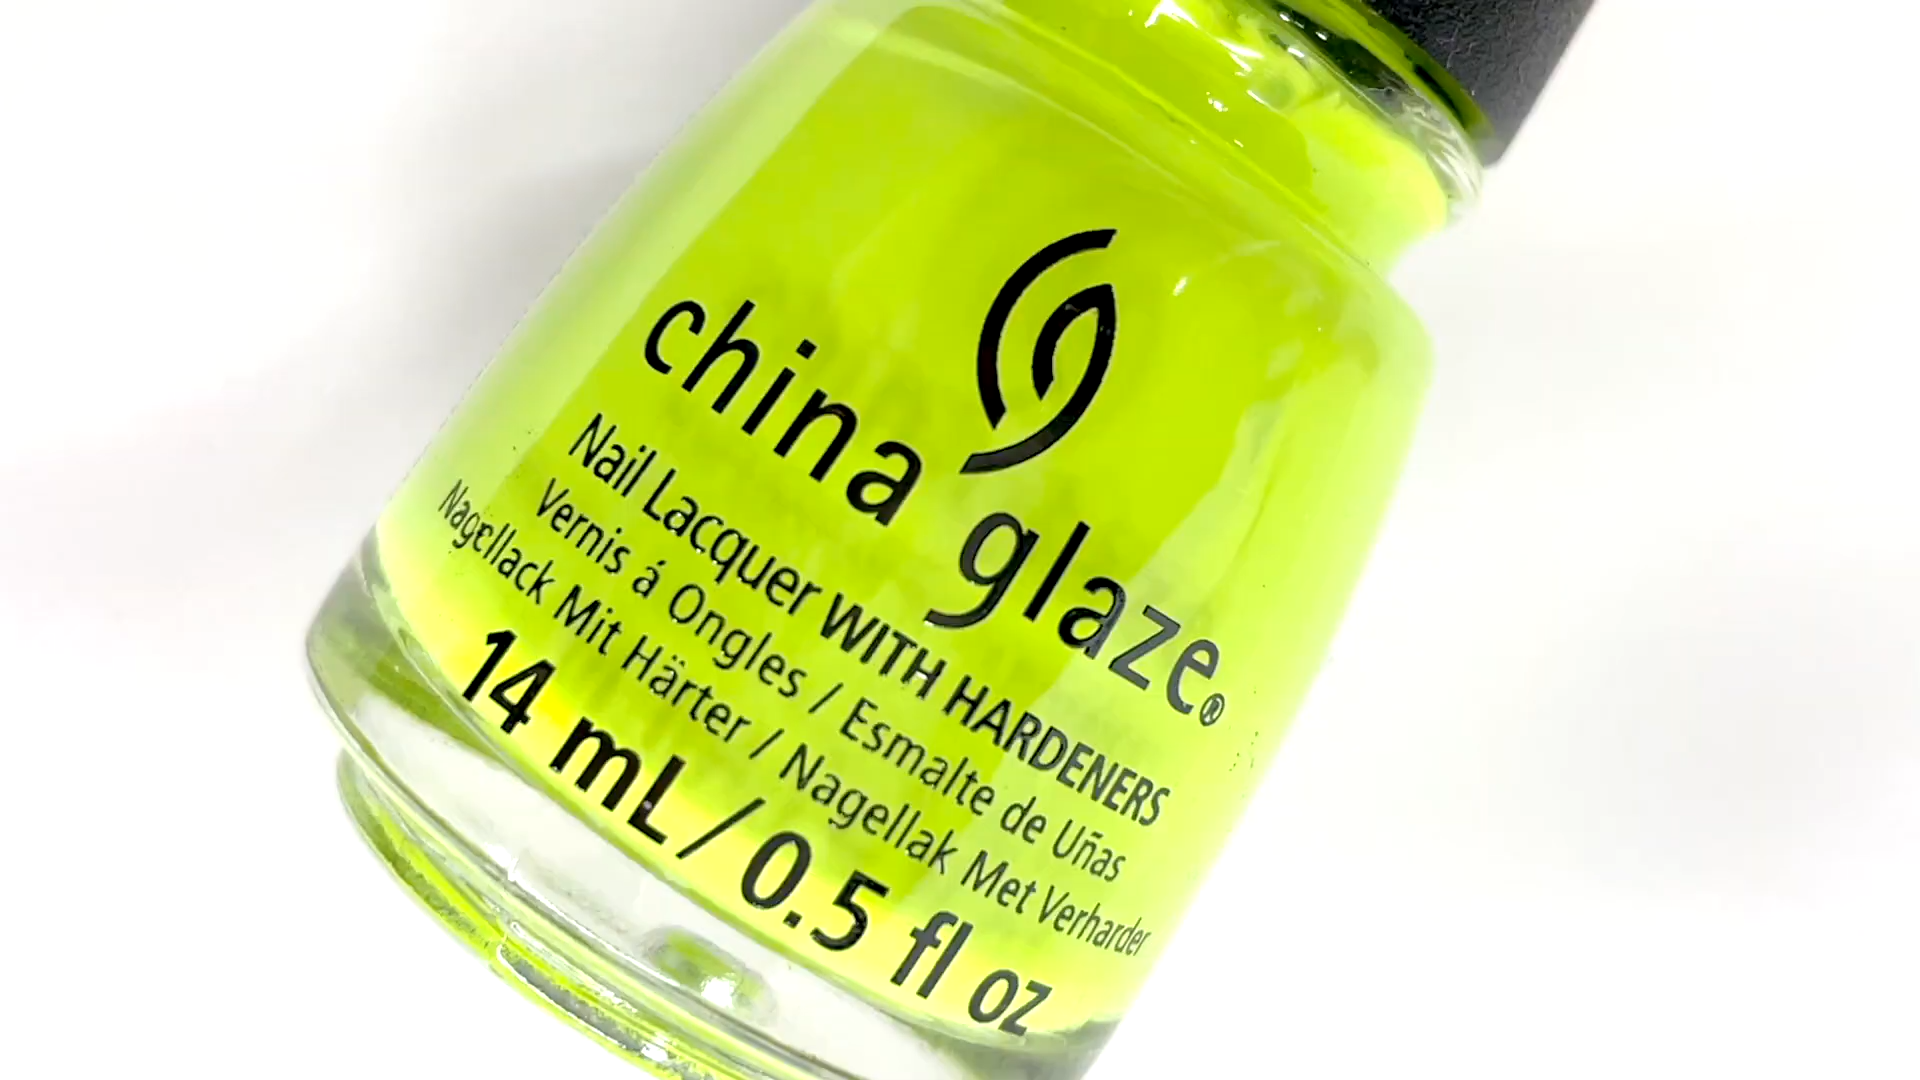 china glaze®
Nail Lacquer WITH HARDENERS
Vernis á Ongles / Esmalte de Uñas
Nagellack Mit Härter / Nagellak Met Verharder
14 mL / 0.5 fl oz